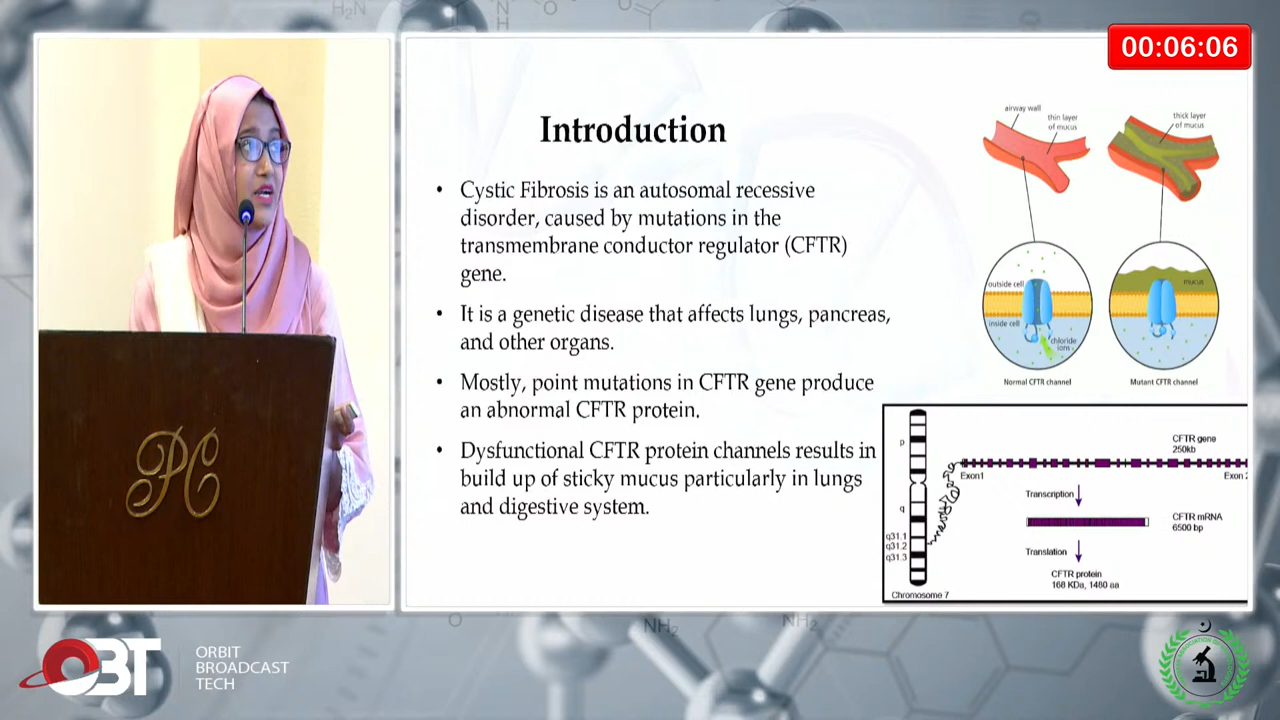 00:06:06
Introduction
• Cystic Fibrosis is an autosomal recessive
disorder, caused by mutations in the
transmembrane conductor regulator (CFTR)
gene.
• It is a genetic disease that affects lungs, pancreas,
and other organs.
• Mostly, point mutations in CFTR gene produce
an abnormal CFTR protein.
• Dysfunctional CFTR protein channels results in
build up of sticky mucus particularly in lungs
and digestive system.
airway wall
thin layer
of mucus
thick layer
of mucus
outside cell
inside cell
chloride
ions
mucus
Normal CFTR channel
Mutant CFTR channel
p
q
q31.1
q31.2
q31.3
Chromosome 7
CFTR gene
250kb
Exon1
Exon 2
Transcription
CFTR mRNA
6500 bp
Translation
CFTR protein
168 KDa, 1480 aa
PC
OBT
ORBIT
BROADCAST
TECH
H₂N
N
H
O
O
NH₂
NH₂